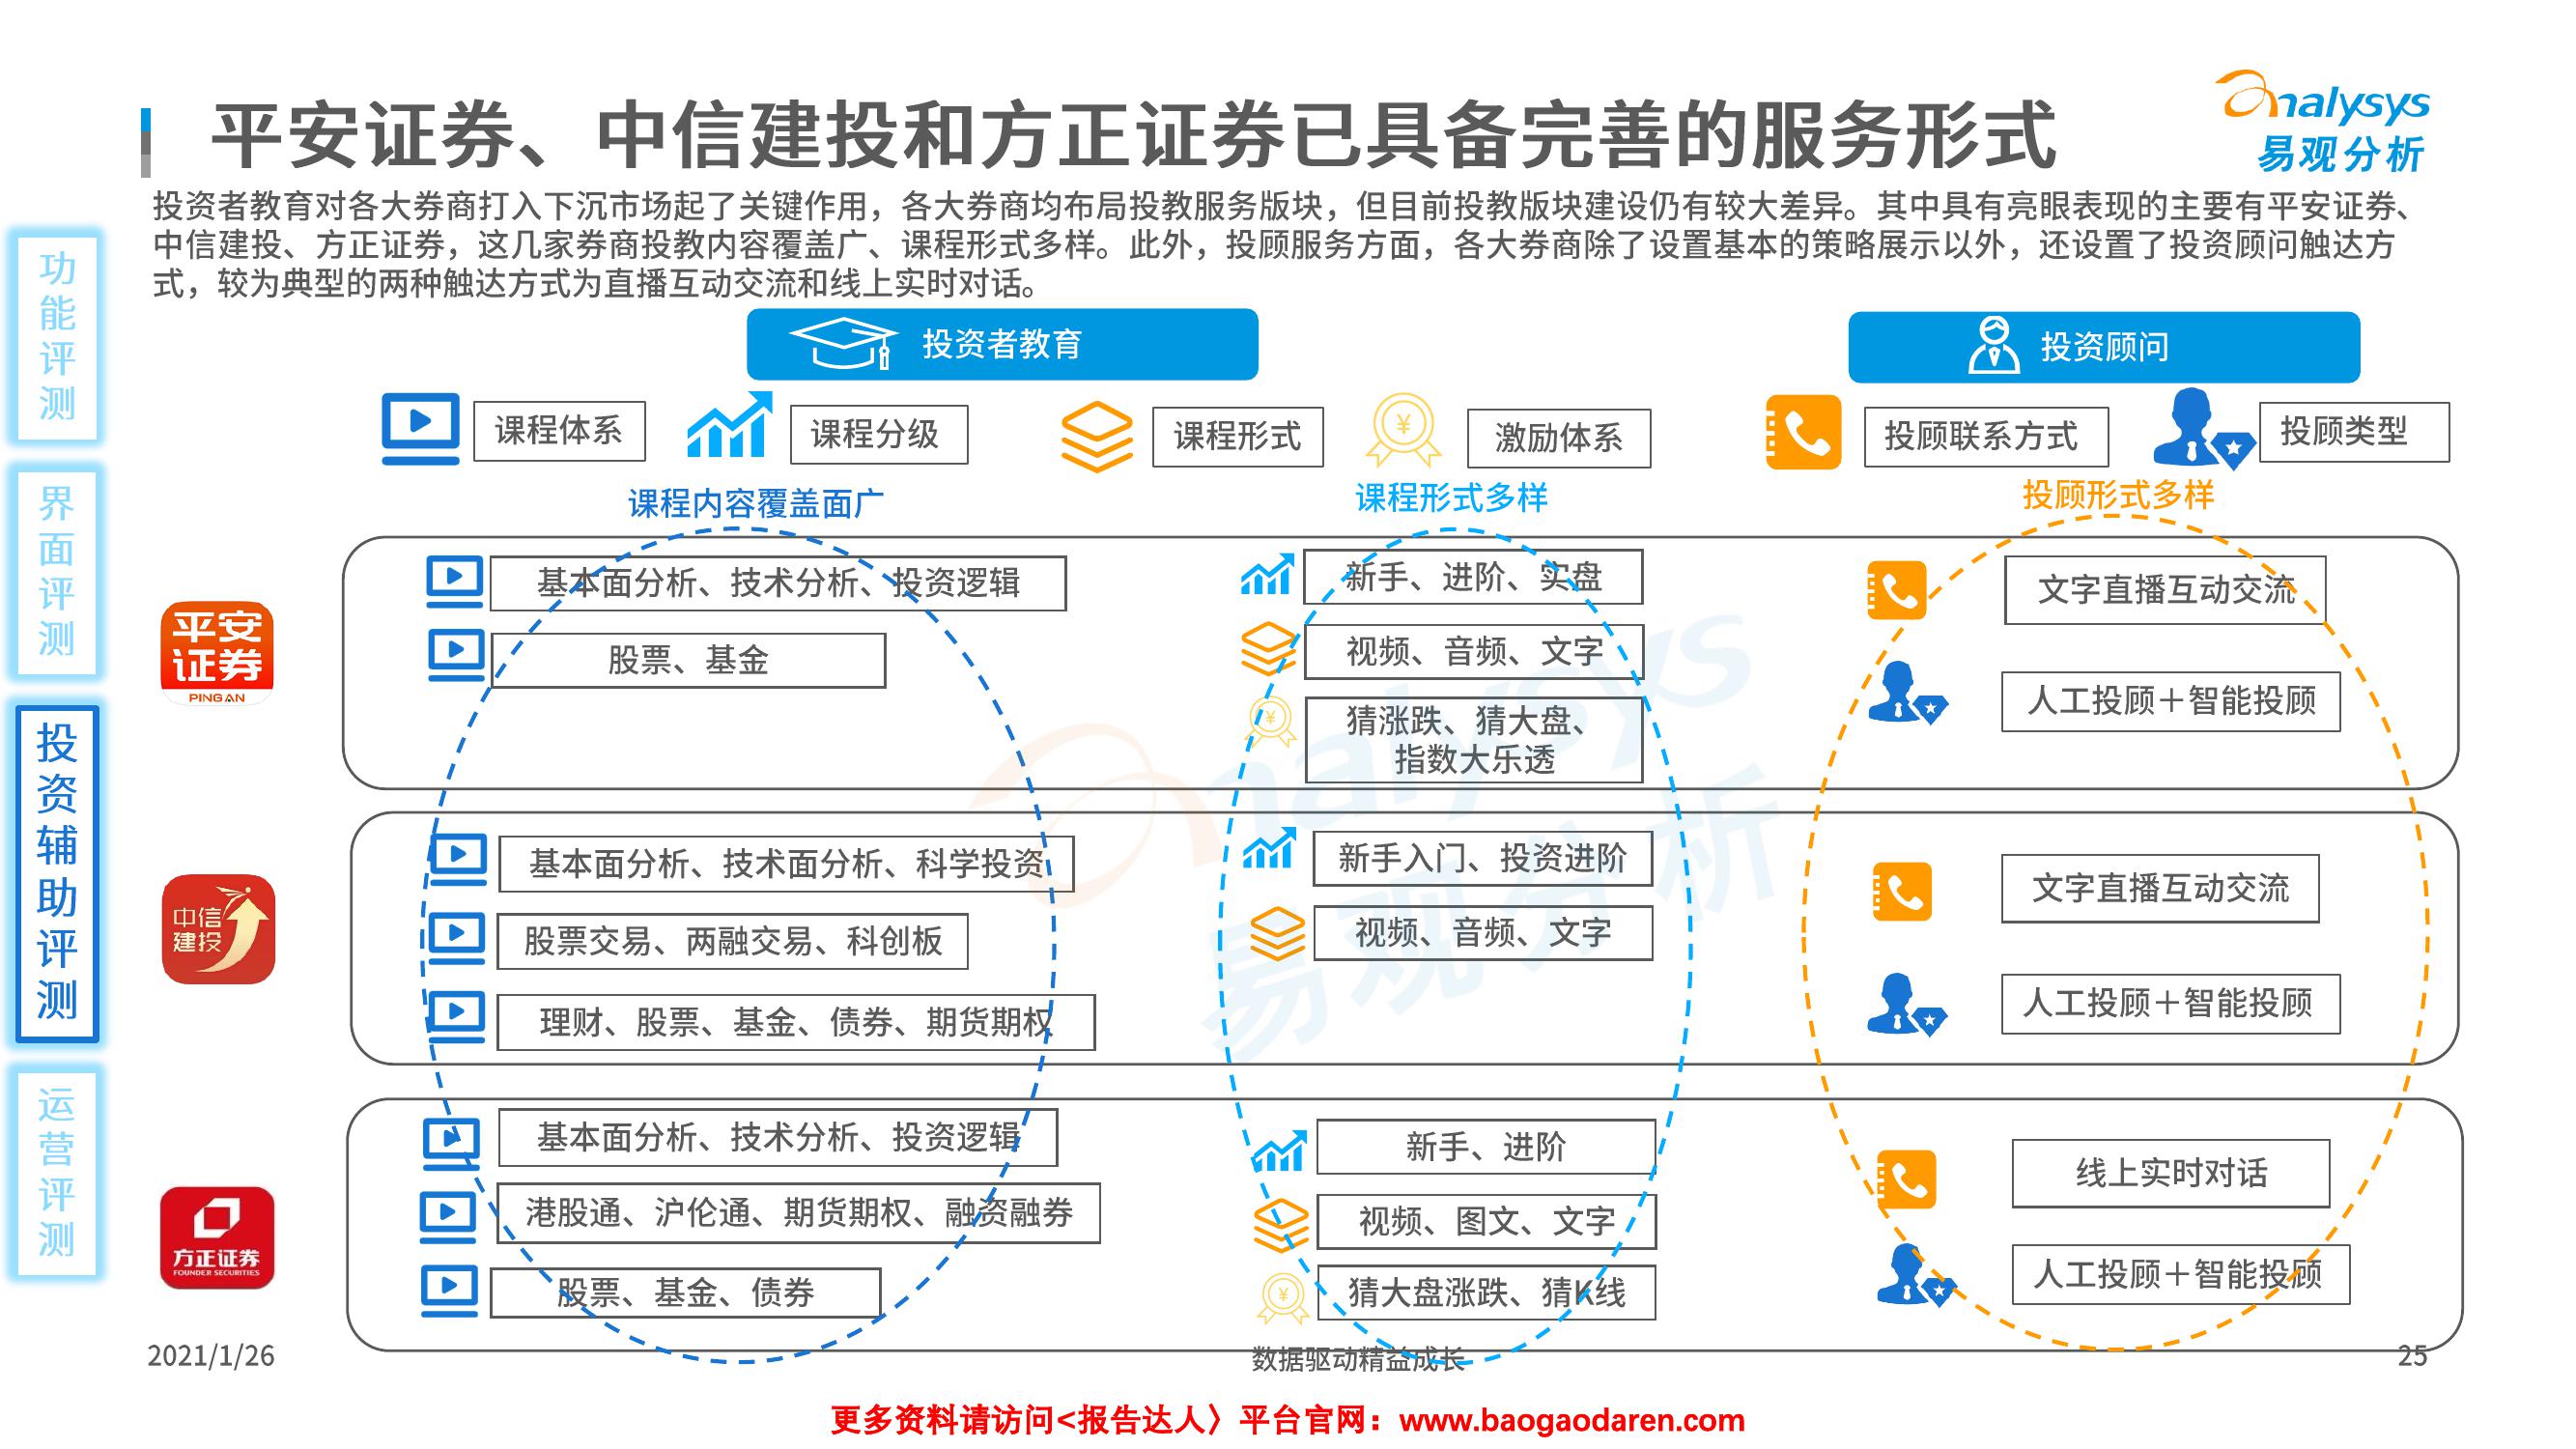 平安证券、中信建投和方正证券已具备完善的服务形式
analysys
易观分析
投资者教育对各大券商打入下沉市场起了关键作用，各大券商均布局投教服务版块，但目前投教版块建设仍有较大差异。其中具有亮眼表现的主要有平安证券、
中信建投、方正证券，这几家券商投教内容覆盖广、课程形式多样。此外，投顾服务方面，各大券商除了设置基本的策略展示以外，还设置了投资顾问触达方
式，较为典型的两种触达方式为直播互动交流和线上实时对话。
功能评测
界面评测
投资辅助评测
运营评测
投资者教育
投资顾问
课程体系
课程分级
课程形式
激励体系
投顾联系方式
投顾类型
课程内容覆盖面广
课程形式多样
投顾形式多样
平安
证券
PINGAN
基本面分析、技术分析、投资逻辑
股票、基金
新手、进阶、实盘
视频、音频、文字
猜涨跌、猜大盘、
指数大乐透
文字直播互动交流
人工投顾＋智能投顾
中信
建投
基本面分析、技术面分析、科学投资
股票交易、两融交易、科创板
理财、股票、基金、债券、期货期权
新手入门、投资进阶
视频、音频、文字
文字直播互动交流
人工投顾＋智能投顾
方正证券
FOUNDER SECURITIES
基本面分析、技术分析、投资逻辑
港股通、沪伦通、期货期权、融资融券
股票、基金、债券
新手、进阶
视频、图文、文字
猜大盘涨跌、猜K线
线上实时对话
人工投顾＋智能投顾
analysys
易观分析
2021/1/26
数据驱动精益成长
25
更多资料请访问<报告达人〉平台官网：www.baogaodaren.com